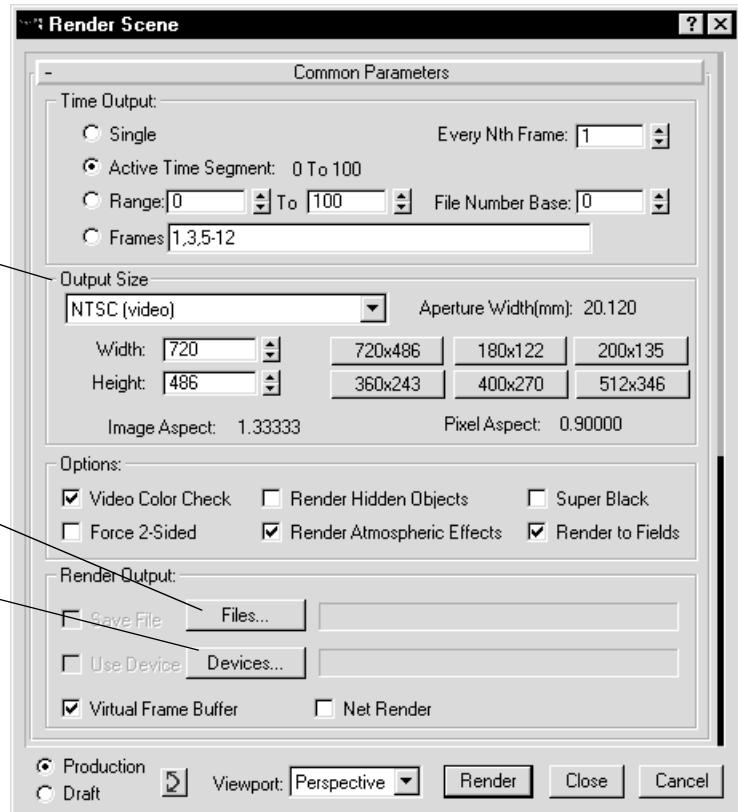 Render Scene
? ×
- Common Parameters
Time Output:
Single Every Nth Frame: 1
Active Time Segment: 0 To 100
Range: 0 To 100 File Number Base: 0
Frames 1,3,5-12
Output Size
NTSC (video) Aperture Width(mm): 20.120
Width: 720 720x486 180x122 200x135
Height: 486 360x243 400x270 512x346
Image Aspect: 1.33333 Pixel Aspect: 0.90000
Options:
Video Color Check Render Hidden Objects Super Black
Force 2-Sided Render Atmospheric Effects Render to Fields
Render Output:
Save File Files...
Use Device Devices...
Virtual Frame Buffer Net Render
Production
Draft Viewport: Perspective Render Close Cancel